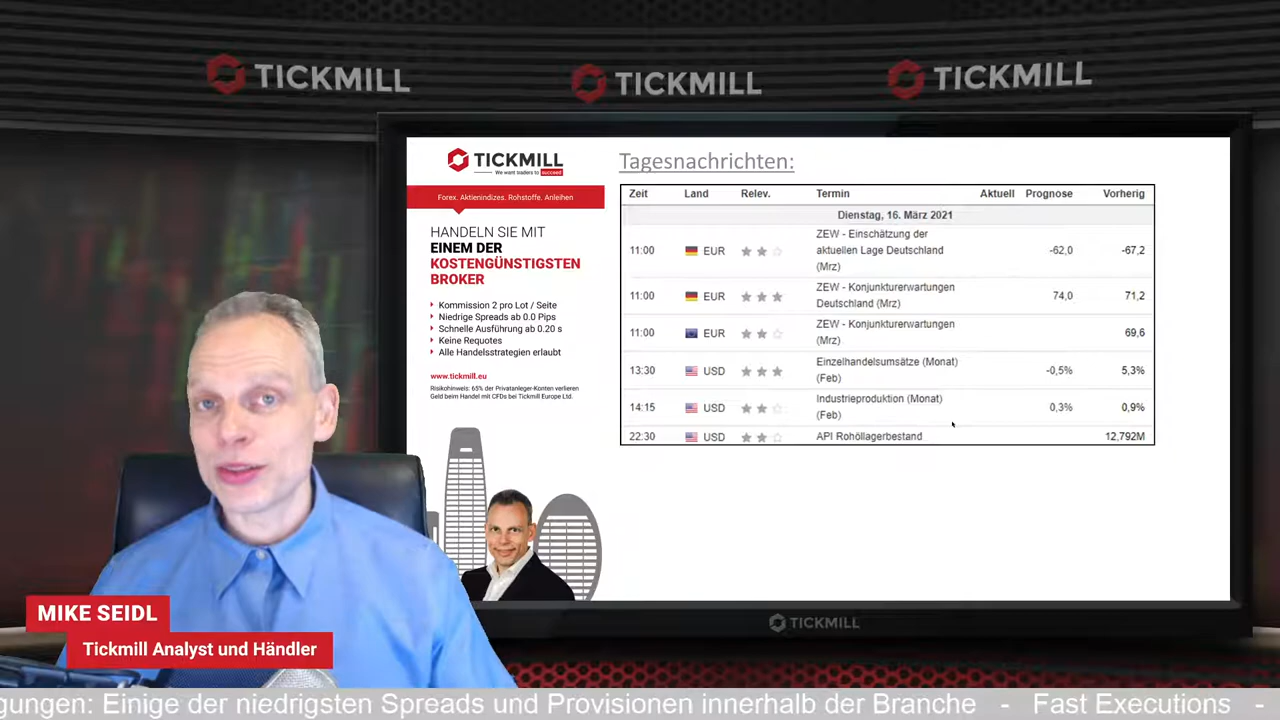 TICKMILL
TICKMILL
TICKMILL
TICKMILL
We want traders to succeed
Forex. Aktienindizes. Rohstoffe. Anleihen
HANDELN SIE MIT
EINEM DER
KOSTENGÜNSTIGSTEN
BROKER
Kommission 2 pro Lot / Seite
Niedrige Spreads ab 0.0 Pips
Schnelle Ausführung ab 0.20 s
Keine Requotes
Alle Handelsstrategien erlaubt
www.tickmill.eu
Risikohinweis: 65% der Privatanleger-Konten verlieren
Geld beim Handel mit CFDs bei Tickmill Europe Ltd.
Tagesnachrichten:
Zeit Land Relev. Termin Aktuell Prognose Vorherig
Dienstag, 16. März 2021
ZEW - Einschätzung der
11:00 EUR aktuellen Lage Deutschland -62,0 -67,2
(Mrz)
11:00 EUR ZEW - Konjunkturerwartungen 74,0 71,2
Deutschland (Mrz)
11:00 EUR ZEW - Konjunkturerwartungen 69,6
(Mrz)
13:30 USD Einzelhandelsumsätze (Monat) -0,5% 5,3%
(Feb)
14:15 USD Industrieproduktion (Monat) 0,3% 0,9%
(Feb)
22:30 USD API Rohöllagerbestand 12,792M
TICKMILL
MIKE SEIDL
Tickmill Analyst und Händler
gungen: Einige der niedrigsten Spreads und Provisionen innerhalb der Branche - Fast Executions -